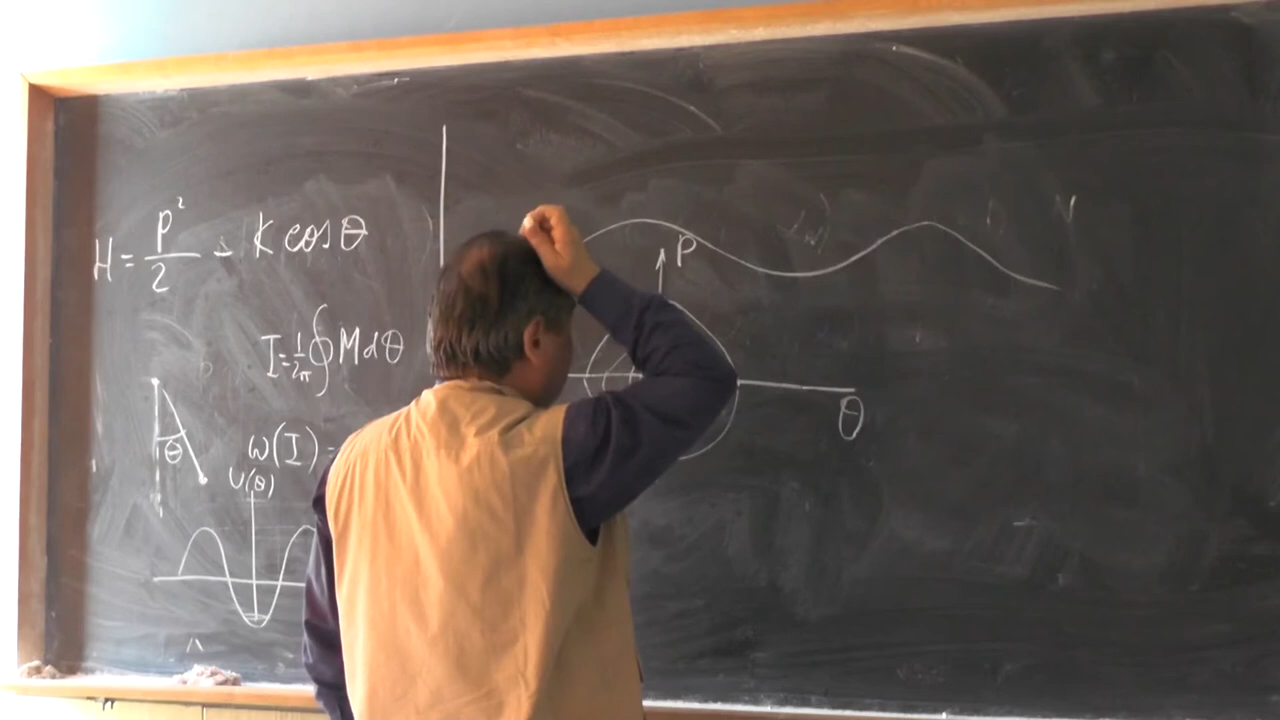 H = p²/2 - K cos θ
I = 1/2π ∮ M dθ
θ
ω(I) -
U(θ)
P
θ